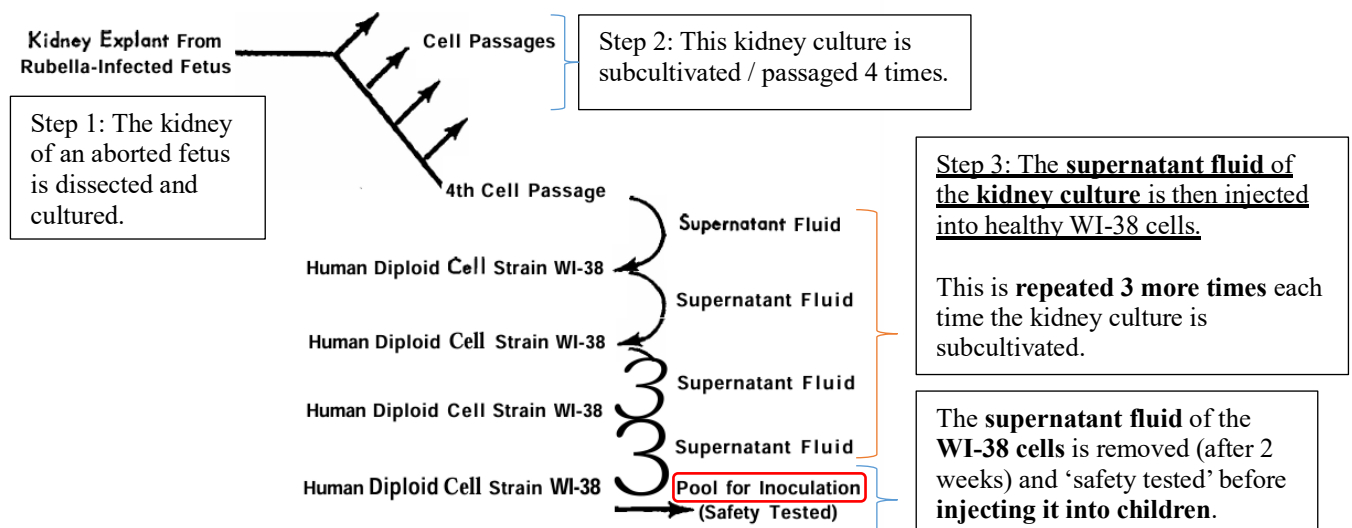 Kidney Explant From
Rubella-Infected Fetus
Cell Passages
Step 2: This kidney culture is
subcultivated / passaged 4 times.
Step 1: The kidney
of an aborted fetus
is dissected and
cultured.
4th Cell Passage
Supernatant Fluid
Human Diploid Cell Strain WI-38
Supernatant Fluid
Human Diploid Cell Strain WI-38
Supernatant Fluid
Human Diploid Cell Strain WI-38
Supernatant Fluid
Human Diploid Cell Strain WI-38
Pool for Inoculation
(Safety Tested)
Step 3: The supernatant fluid of
the kidney culture is then injected
into healthy WI-38 cells.
This is repeated 3 more times each
time the kidney culture is
subcultivated.
The supernatant fluid of the
WI-38 cells is removed (after 2
weeks) and ‘safety tested’ before
injecting it into children.